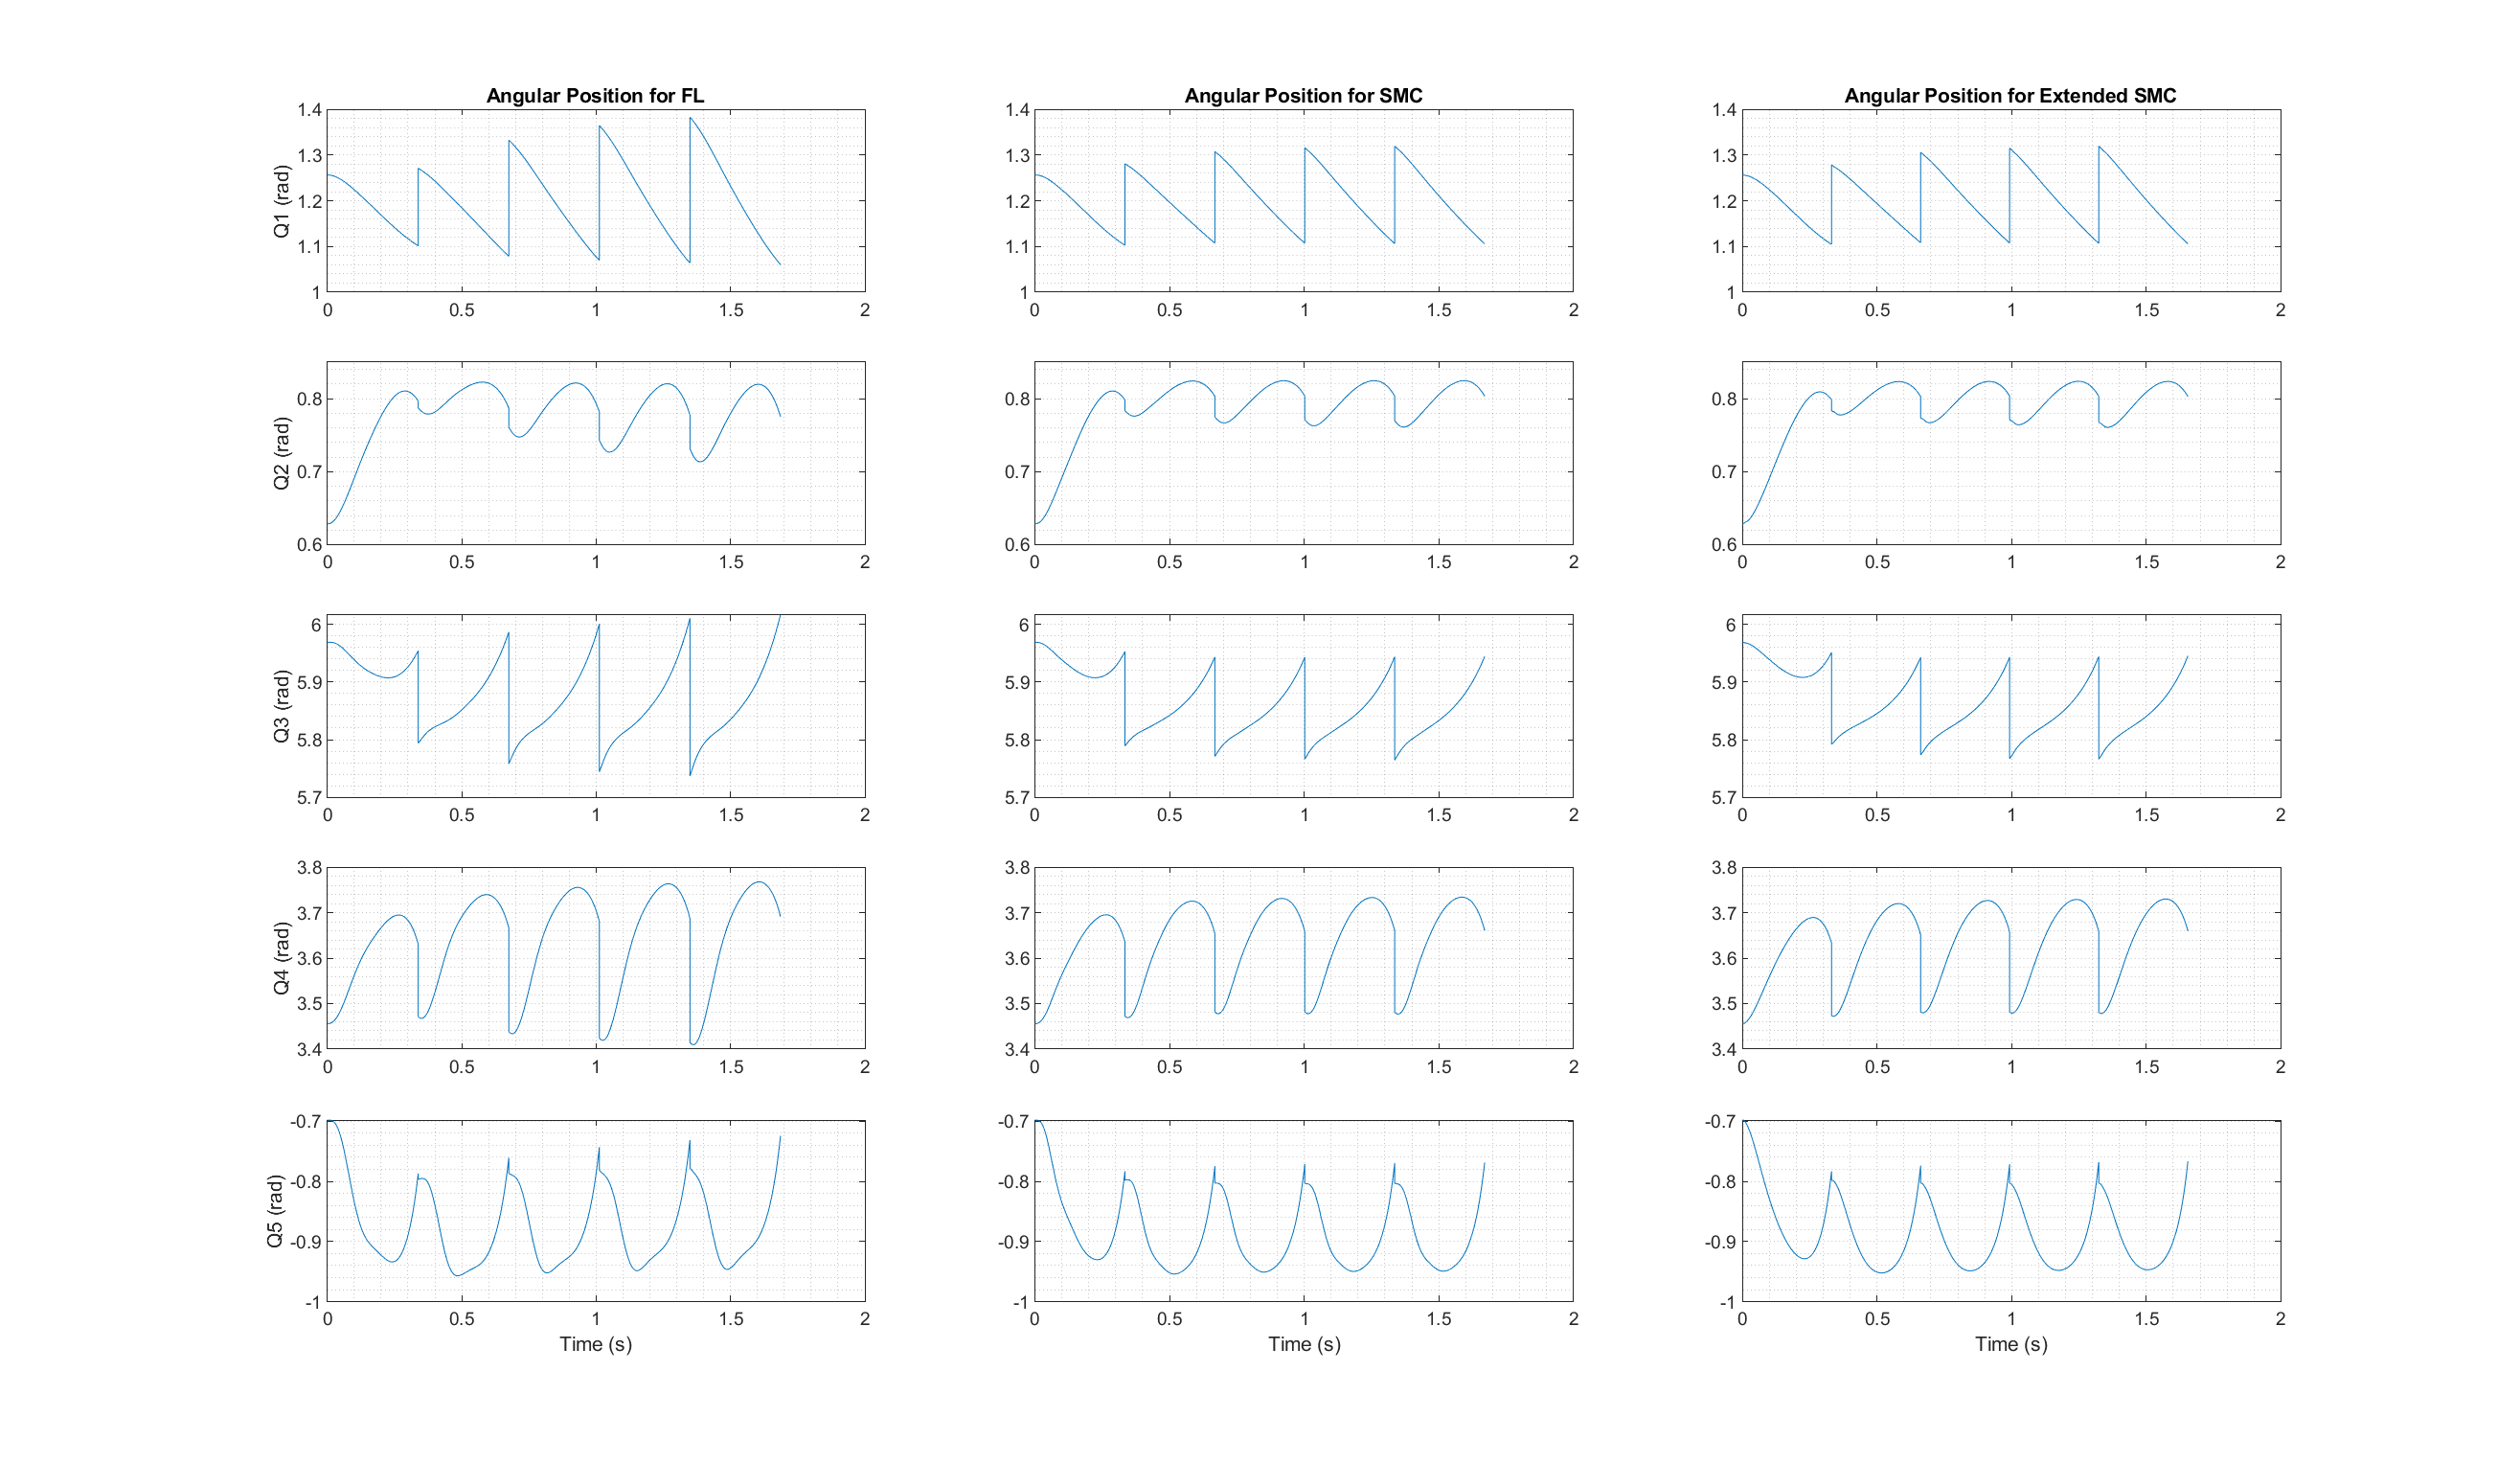 Angular Position for FL Angular Position for SMC Angular Position for Extended SMC
1.4 1.4 1.4
1.3 1.3 1.3
Q1 (rad) 1.2 1.2 1.2
1.1 1.1 1.1
1 1 1
0 0.5 1 1.5 2 0 0.5 1 1.5 2 0 0.5 1 1.5 2
0.8 0.8 0.8
Q2 (rad) 0.7 0.7 0.7
0.6 0.6 0.6
0 0.5 1 1.5 2 0 0.5 1 1.5 2 0 0.5 1 1.5 2
6 6 6
Q3 (rad) 5.9 5.9 5.9
5.8 5.8 5.8
5.7 5.7 5.7
0 0.5 1 1.5 2 0 0.5 1 1.5 2 0 0.5 1 1.5 2
3.8 3.8 3.8
3.7 3.7 3.7
Q4 (rad) 3.6 3.6 3.6
3.5 3.5 3.5
3.4 3.4 3.4
0 0.5 1 1.5 2 0 0.5 1 1.5 2 0 0.5 1 1.5 2
-0.7 -0.7 -0.7
-0.8 -0.8 -0.8
Q5 (rad) -0.9 -0.9 -0.9
-1 -1 -1
0 0.5 1 1.5 2 0 0.5 1 1.5 2 0 0.5 1 1.5 2
Time (s) Time (s) Time (s)